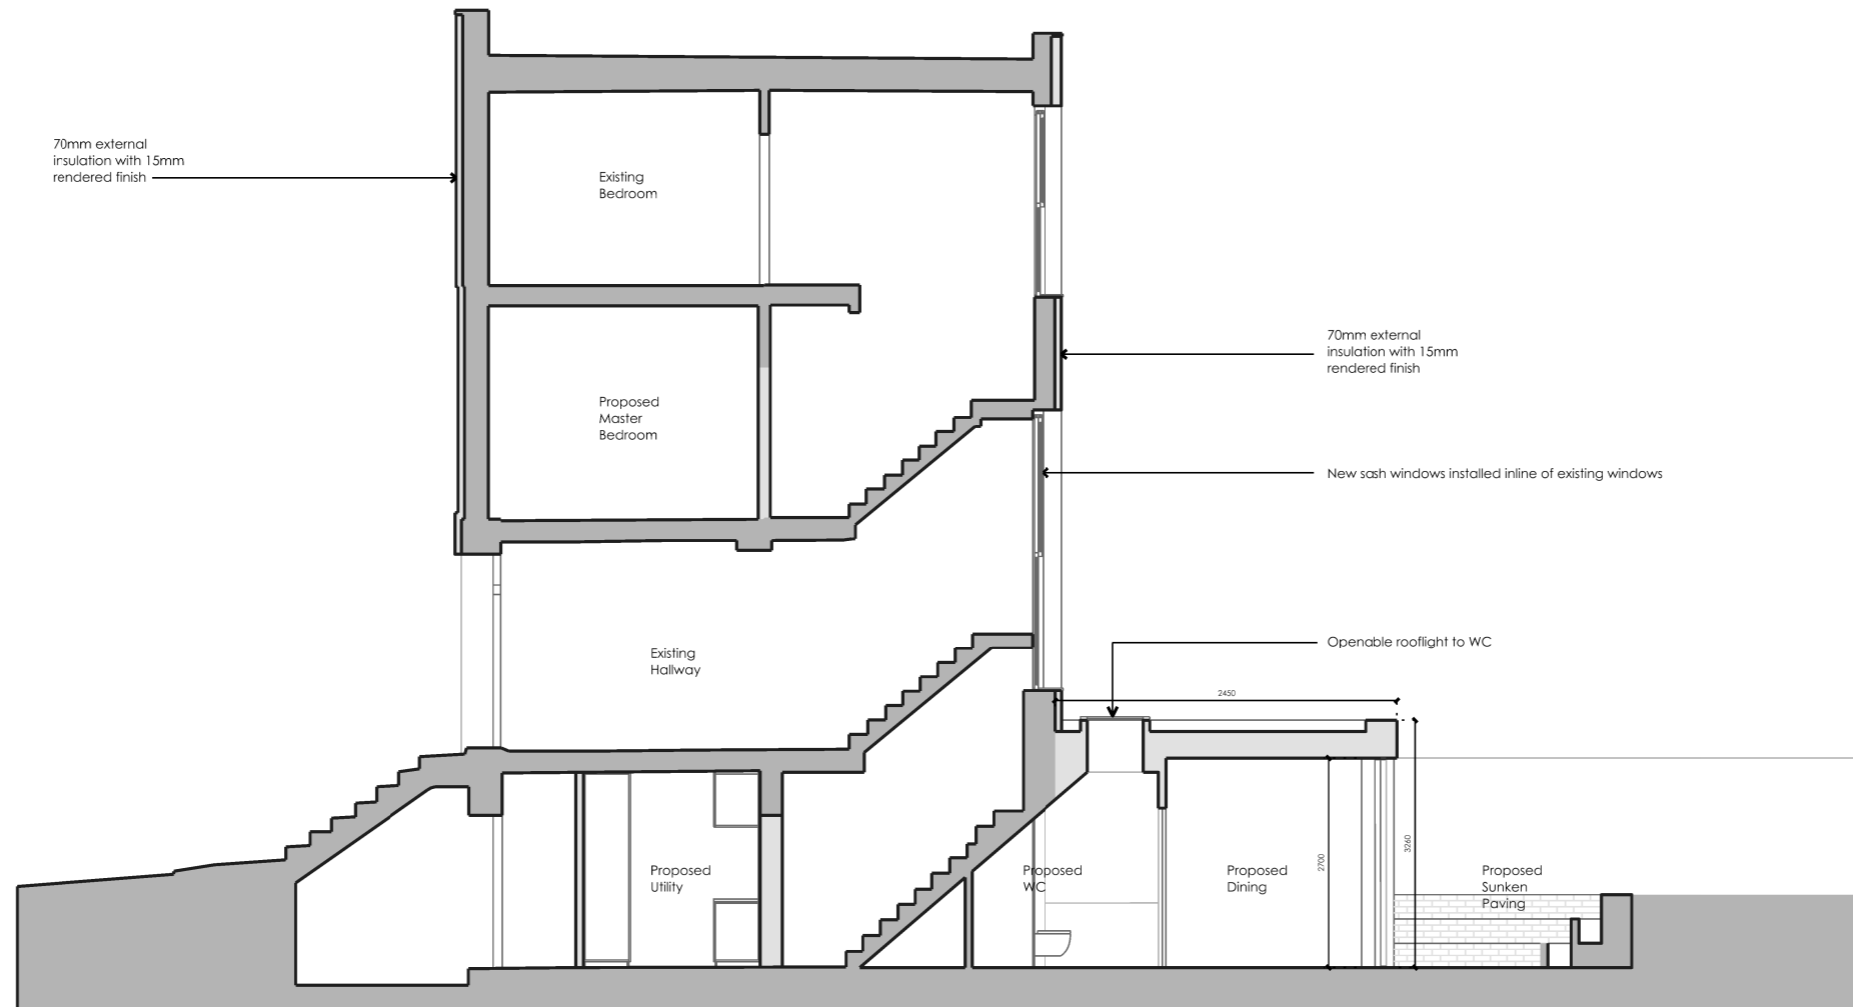 70mm external
insulation with 15mm
rendered finish
Existing
Bedroom
70mm external
insulation with 15mm
rendered finish
Proposed
Master
Bedroom
New sash windows installed inline of existing windows
Existing
Hallway
Openable rooflight to WC
2450
Proposed
Utility
Proposed
WC
Proposed
Dining
2700
3260
Proposed
Sunken
Paving